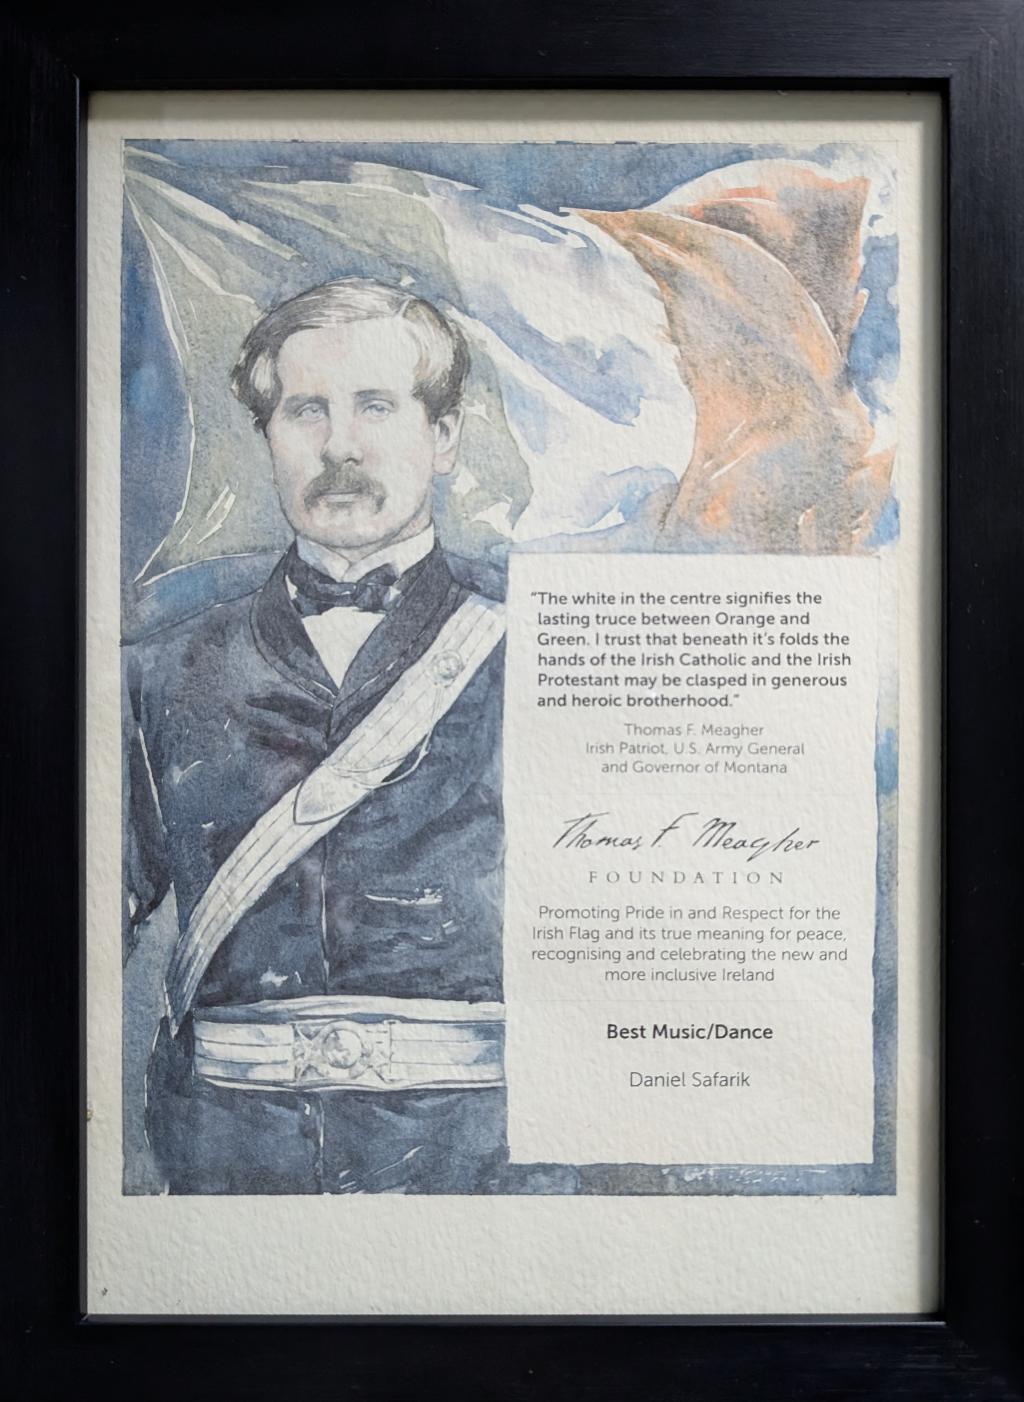 "The white in the centre signifies the
lasting truce between Orange and
Green. I trust that beneath it's folds the
hands of the Irish Catholic and the Irish
Protestant may be clasped in generous
and heroic brotherhood."
Thomas F. Meagher
Irish Patriot, U.S. Army General
and Governor of Montana
Thomas F. Meagher
FOUNDATION
Promoting Pride in and Respect for the
Irish Flag and its true meaning for peace,
recognising and celebrating the new and
more inclusive Ireland
Best Music/Dance
Daniel Safarik